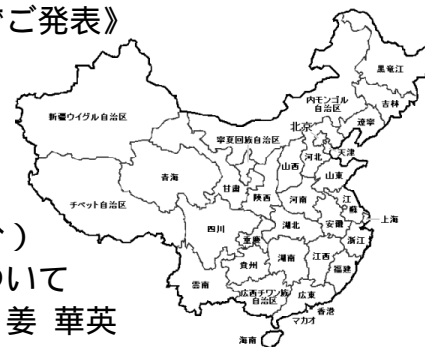 でご発表》
黒竜江
内モンゴル
自治区
吉林
新疆ウイグル自治区
遼寧
北京
寧夏回族自治区
天津
河北
山西
山東
青海
甘粛
陝西
河南
江蘇
チベット自治区
安徽
上海
四川
湖北
重慶
浙江
湖南
江西
貴州
福建
雲南
広西チワン族
自治区
広東
香港
マカオ
海南
)
ついて
姜 華英